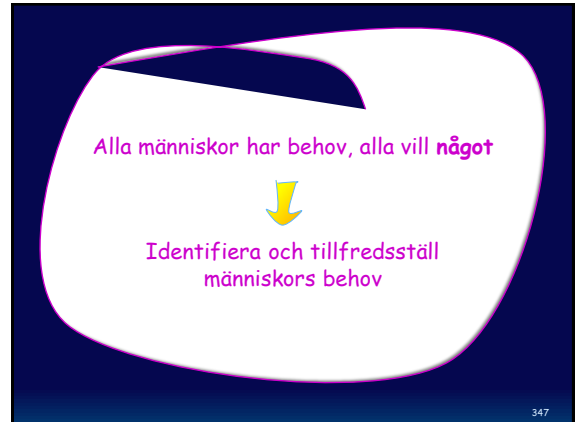 Alla människor har behov, alla vill något
Identifiera och tillfredsställ
människors behov
347